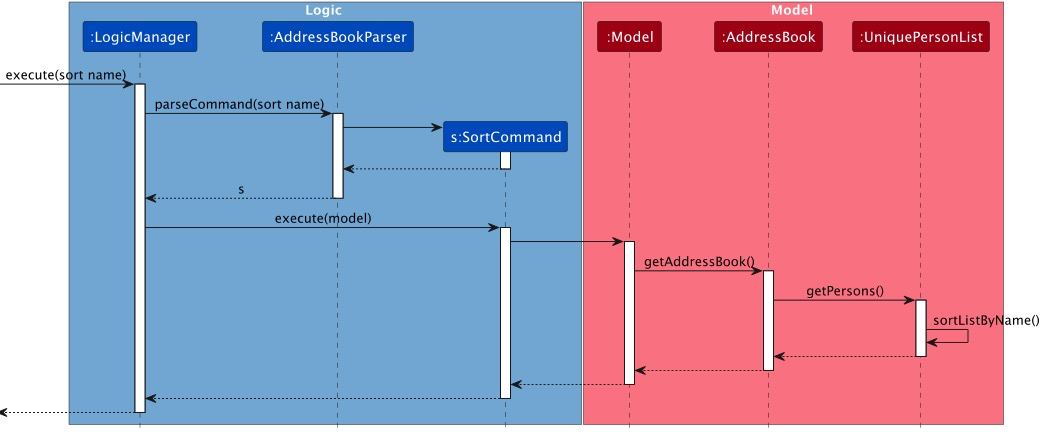 Logic
Model
:LogicManager
:AddressBookParser
:Model
:AddressBook
:UniquePersonList
execute(sort name)
parseCommand(sort name)
s:SortCommand
s
execute(model)
getAddressBook()
getPersons()
sortListByName()